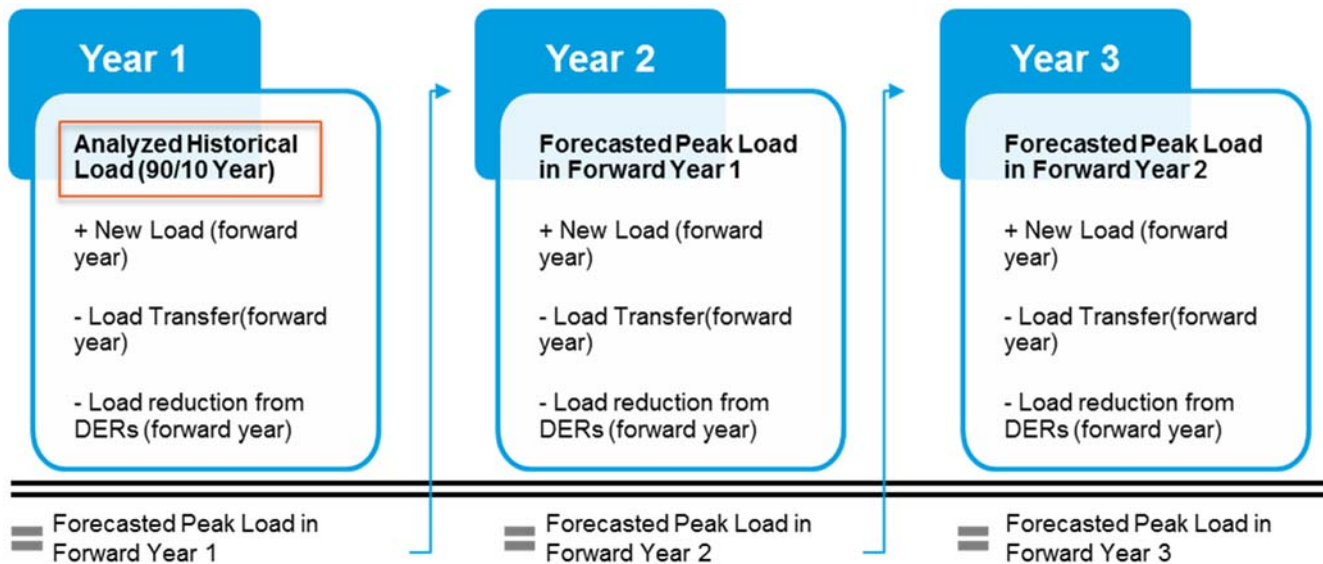 Year 1
Analyzed Historical
Load (90/10 Year)
+ New Load (forward
year)
- Load Transfer(forward
year)
- Load reduction from
DERs (forward year)
Forecasted Peak Load in
Forward Year 1
Year 2
Forecasted Peak Load
in Forward Year 1
+ New Load (forward
year)
- Load Transfer(forward
year)
- Load reduction from
DERs (forward year)
Forecasted Peak Load in
Forward Year 2
Year 3
Forecasted Peak Load
in Forward Year 2
+ New Load (forward
year)
- Load Transfer(forward
year)
- Load reduction from
DERs (forward year)
Forecasted Peak Load in
Forward Year 3